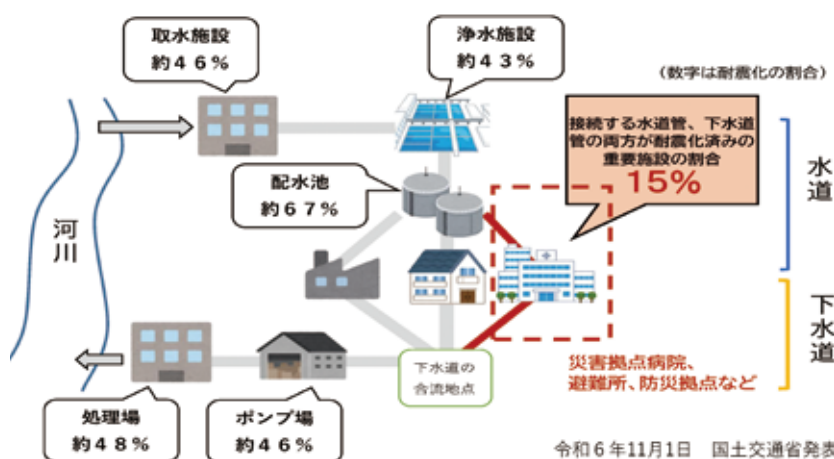 取水施設
約４６％
浄水施設
約４３％
(数字は耐震化の割合)
接続する水道管、下水道
管の両方が耐震化済みの
重要施設の割合
15%
水道
配水池
約６７％
河川
下水道
下水道の
合流地点
災害拠点病院、
避難所、防災拠点など
処理場
約４８％
ポンプ場
約４６％
令和６年11月1日　国土交通省発表